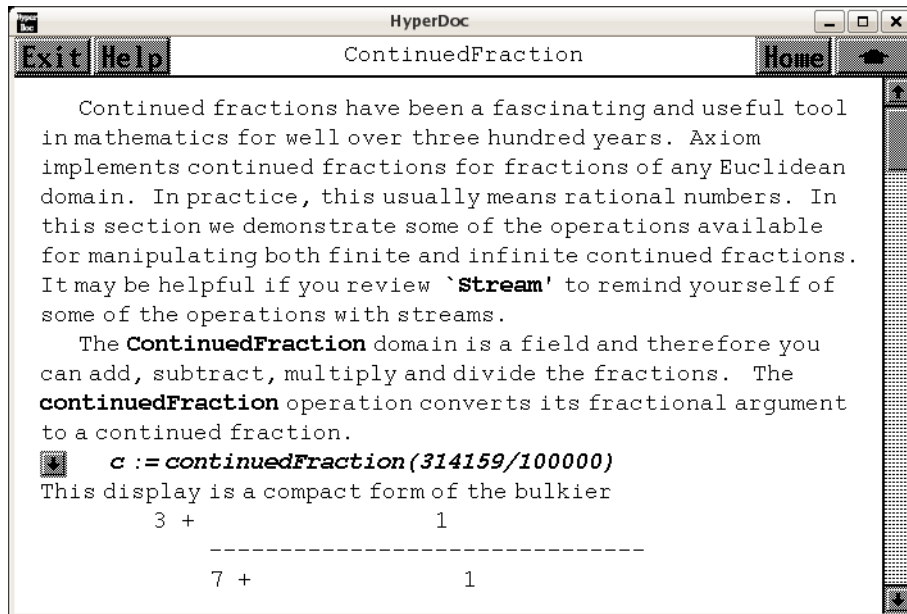 Hyper Doc
HyperDoc
Exit Help ContinuedFraction Home
Continued fractions have been a fascinating and useful tool
in mathematics for well over three hundred years. Axiom
implements continued fractions for fractions of any Euclidean
domain. In practice, this usually means rational numbers. In
this section we demonstrate some of the operations available
for manipulating both finite and infinite continued fractions.
It may be helpful if you review `Stream' to remind yourself of
some of the operations with streams.
The ContinuedFraction domain is a field and therefore you
can add, subtract, multiply and divide the fractions. The
continuedFraction operation converts its fractional argument
to a continued fraction.
c := continuedFraction(314159/100000)
This display is a compact form of the bulkier
3 + 1
-------------------------------
7 + 1